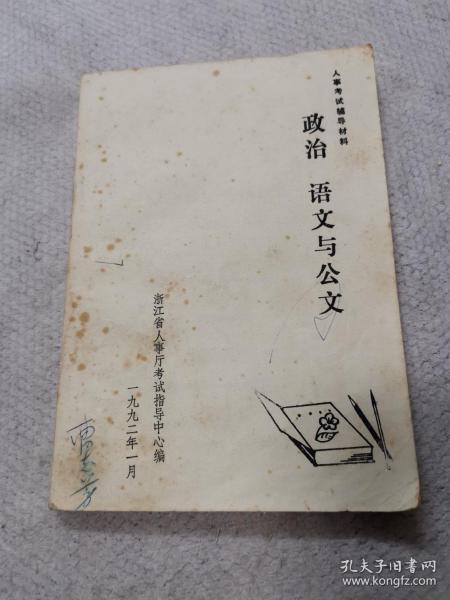 人事考试辅导材料
政治 语文与公文
浙江省人事厅考试指导中心编
一九九二年一月
孔夫子旧书网
www.kongfz.com